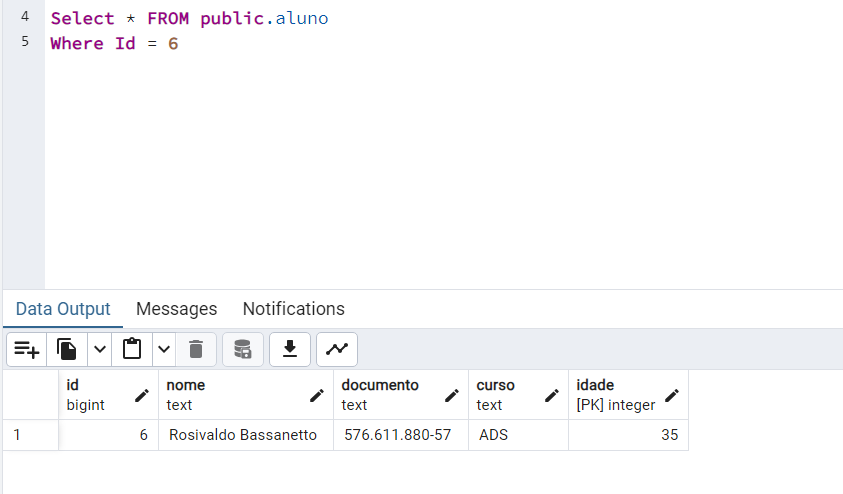 4 Select * FROM public.aluno
5 Where Id = 6
Data Output Messages Notifications
id nome documento curso idade
bigint text text text [PK] integer
1 6 Rosivaldo Bassanetto 576.611.880-57 ADS 35